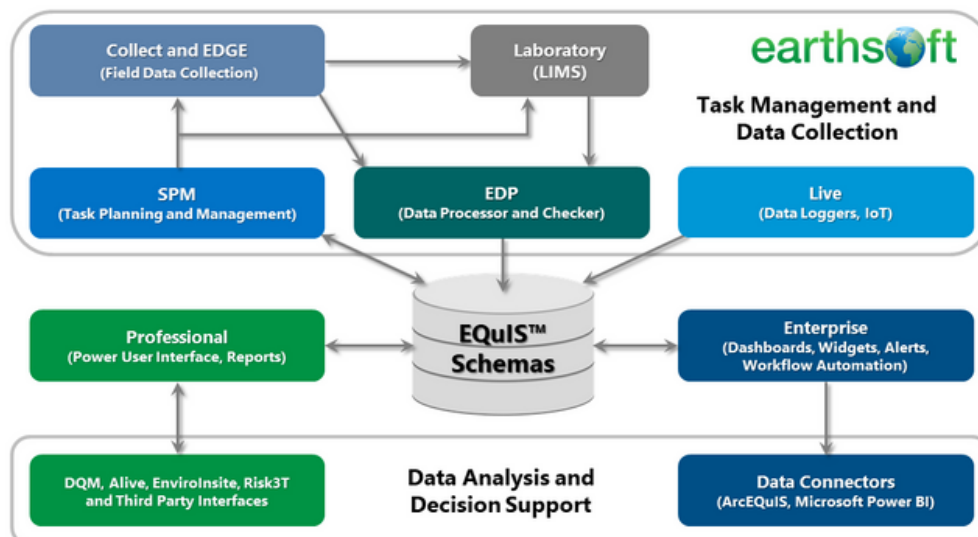 Collect and EDGE
(Field Data Collection)
Laboratory
(LIMS)
earthsoft
Task Management and
Data Collection
SPM
(Task Planning and Management)
EDP
(Data Processor and Checker)
Live
(Data Loggers, IoT)
EQuIS™
Schemas
Professional
(Power User Interface, Reports)
Enterprise
(Dashboards, Widgets, Alerts,
Workflow Automation)
DQM, Alive, EnviroInsite, Risk3T
and Third Party Interfaces
Data Analysis and
Decision Support
Data Connectors
(ArcEQuIS, Microsoft Power BI)